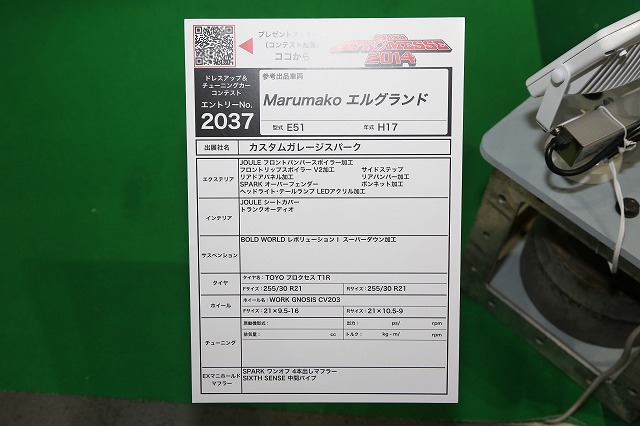 プレゼント
(コンテスト
ココから
AUTO MESSE
2014
ドレスアップ&
チューニングカー
コンテスト
エントリーNo.
2037
参考出品車両
Marumako エルグランド
型式 E51 年式 H17
出展社名 カスタムガレージスパーク
エクステリア
JOULE フロントバンパースポイラー加工
フロントリップスポイラー V2加工 サイドステップ
リアドアパネル加工 リアバンパー加工
SPARK オーバーフェンダー ボンネット加工
ヘッドライト・テールランプ LEDアクリル加工
インテリア
JOULE シートカバー
トランクオーディオ
サスペンション
BOLD WORLD レボリューション I スーパーダウン加工
タイヤ
タイヤ名：TOYO プロクセス T1R
Fサイズ：255/30 R21 Rサイズ：255/30 R21
ホイール
ホイール名：WORK GNOSIS CV203
Fサイズ：21×9.5-16 Rサイズ：21×10.5-9
チューニング
原動機型式： 出力： ps/ rpm
排気量： cc トルク： kg・m/ rpm
EXマニホールド
マフラー
SPARK ワンオフ 4本出しマフラー
SIXTH SENSE 中間パイプ